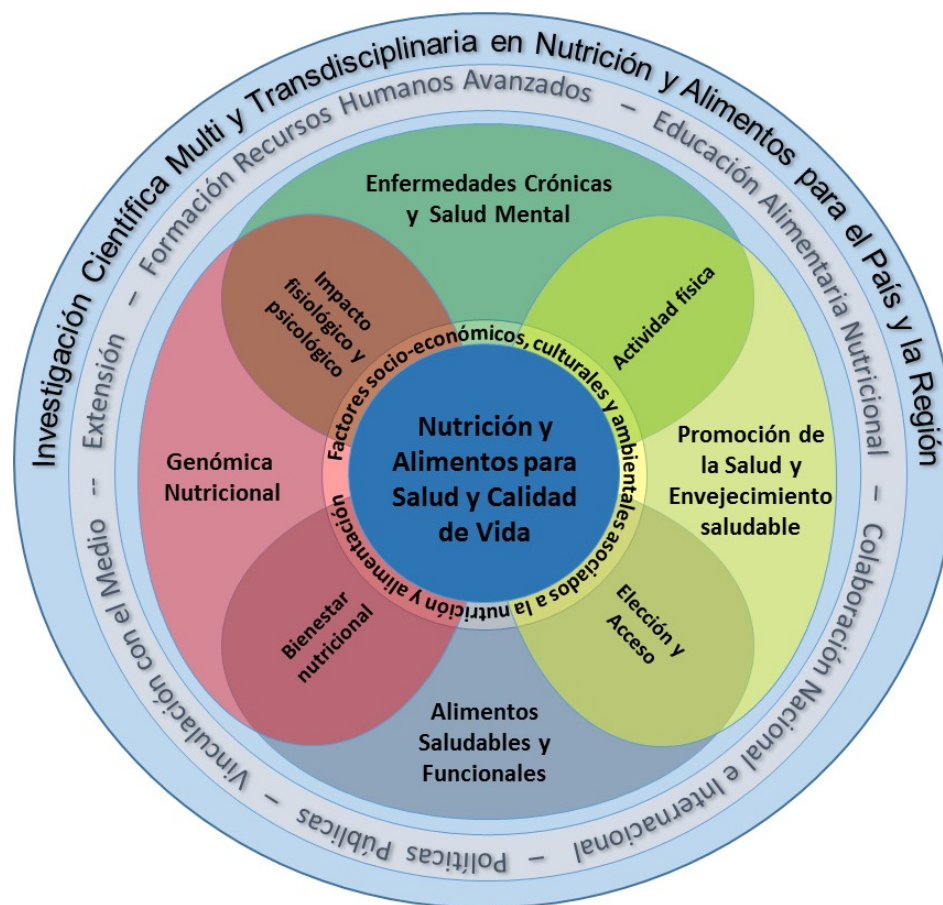 Investigación Científica Multi y Transdisciplinaria en Nutrición y Alimentos para el País y la Región
-- Extensión – Formación Recursos Humanos Avanzados – Educación Alimentaria Nutricional – Colaboración Nacional e Internacional – Políticas Públicas – Vinculación con el Medio
Enfermedades Crónicas
y Salud Mental
Impacto
fisiológico y
psicológico
Actividad física
Factores socio-económicos, culturales y ambientales asociados a la nutrición y alimentación
Nutrición y
Alimentos para
Salud y Calidad
de Vida
Genómica
Nutricional
Promoción de
la Salud y
Envejecimiento
saludable
Bienestar
nutricional
Elección y
Acceso
Alimentos
Saludables y
Funcionales